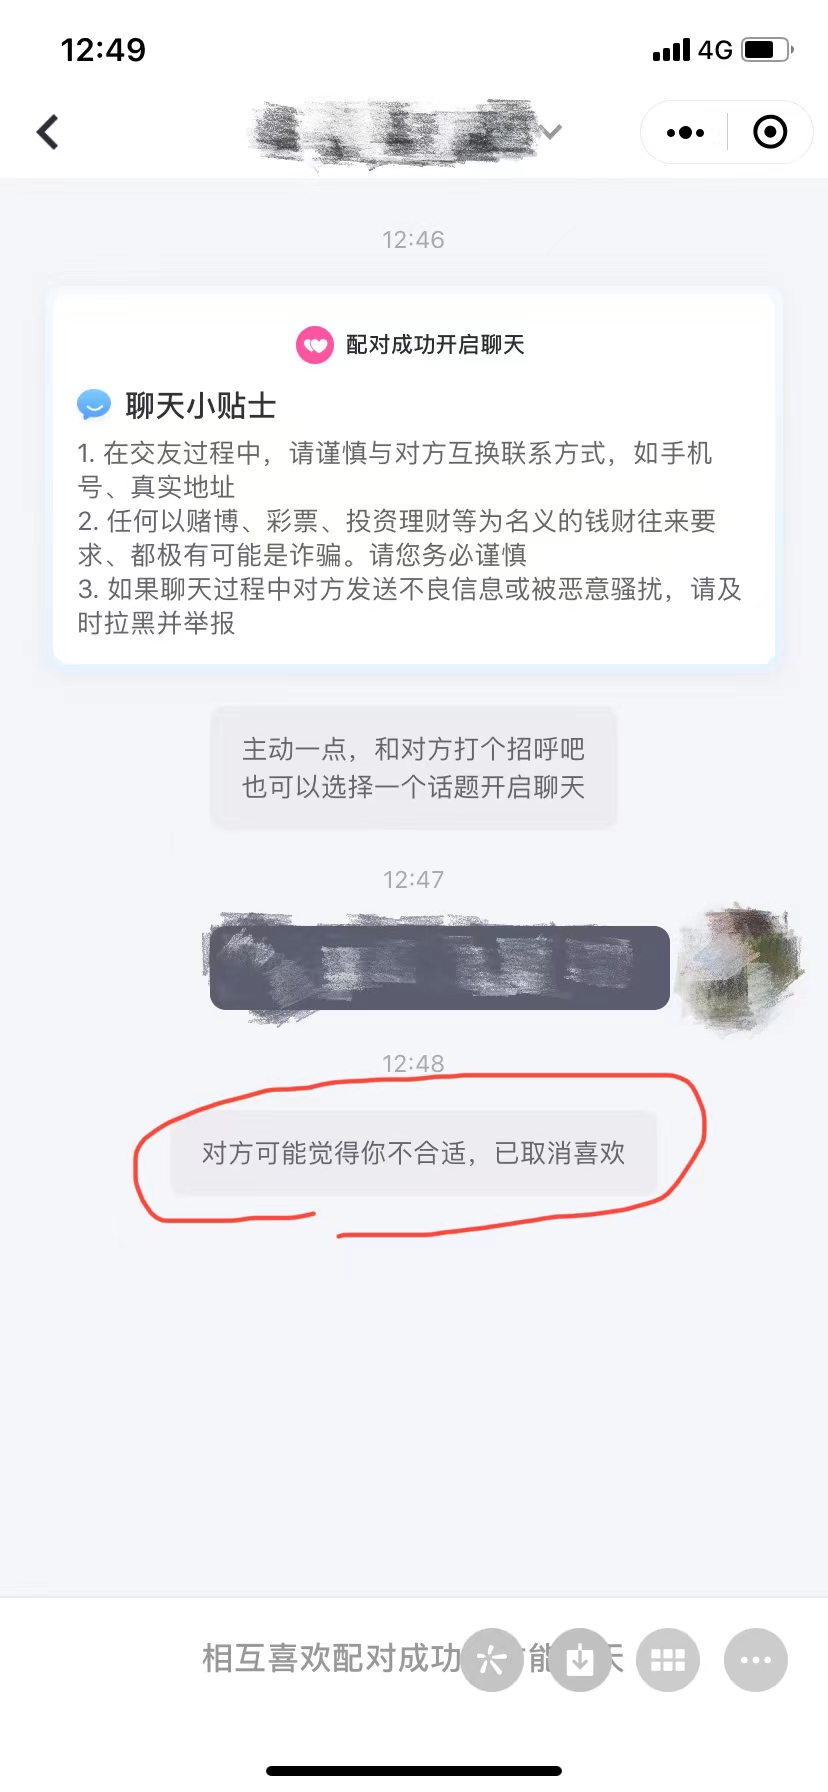 12:49
4G
12:46
配对成功开启聊天
聊天小贴士
1. 在交友过程中，请谨慎与对方互换联系方式，如手机
号、真实地址
2. 任何以赌博、彩票、投资理财等为名义的钱财往来要
求、都极有可能是诈骗。请您务必谨慎
3. 如果聊天过程中对方发送不良信息或被恶意骚扰，请及
时拉黑并举报
主动一点，和对方打个招呼吧
也可以选择一个话题开启聊天
12:47
12:48
对方可能觉得你不合适，已取消喜欢
相互喜欢配对成功 能 天